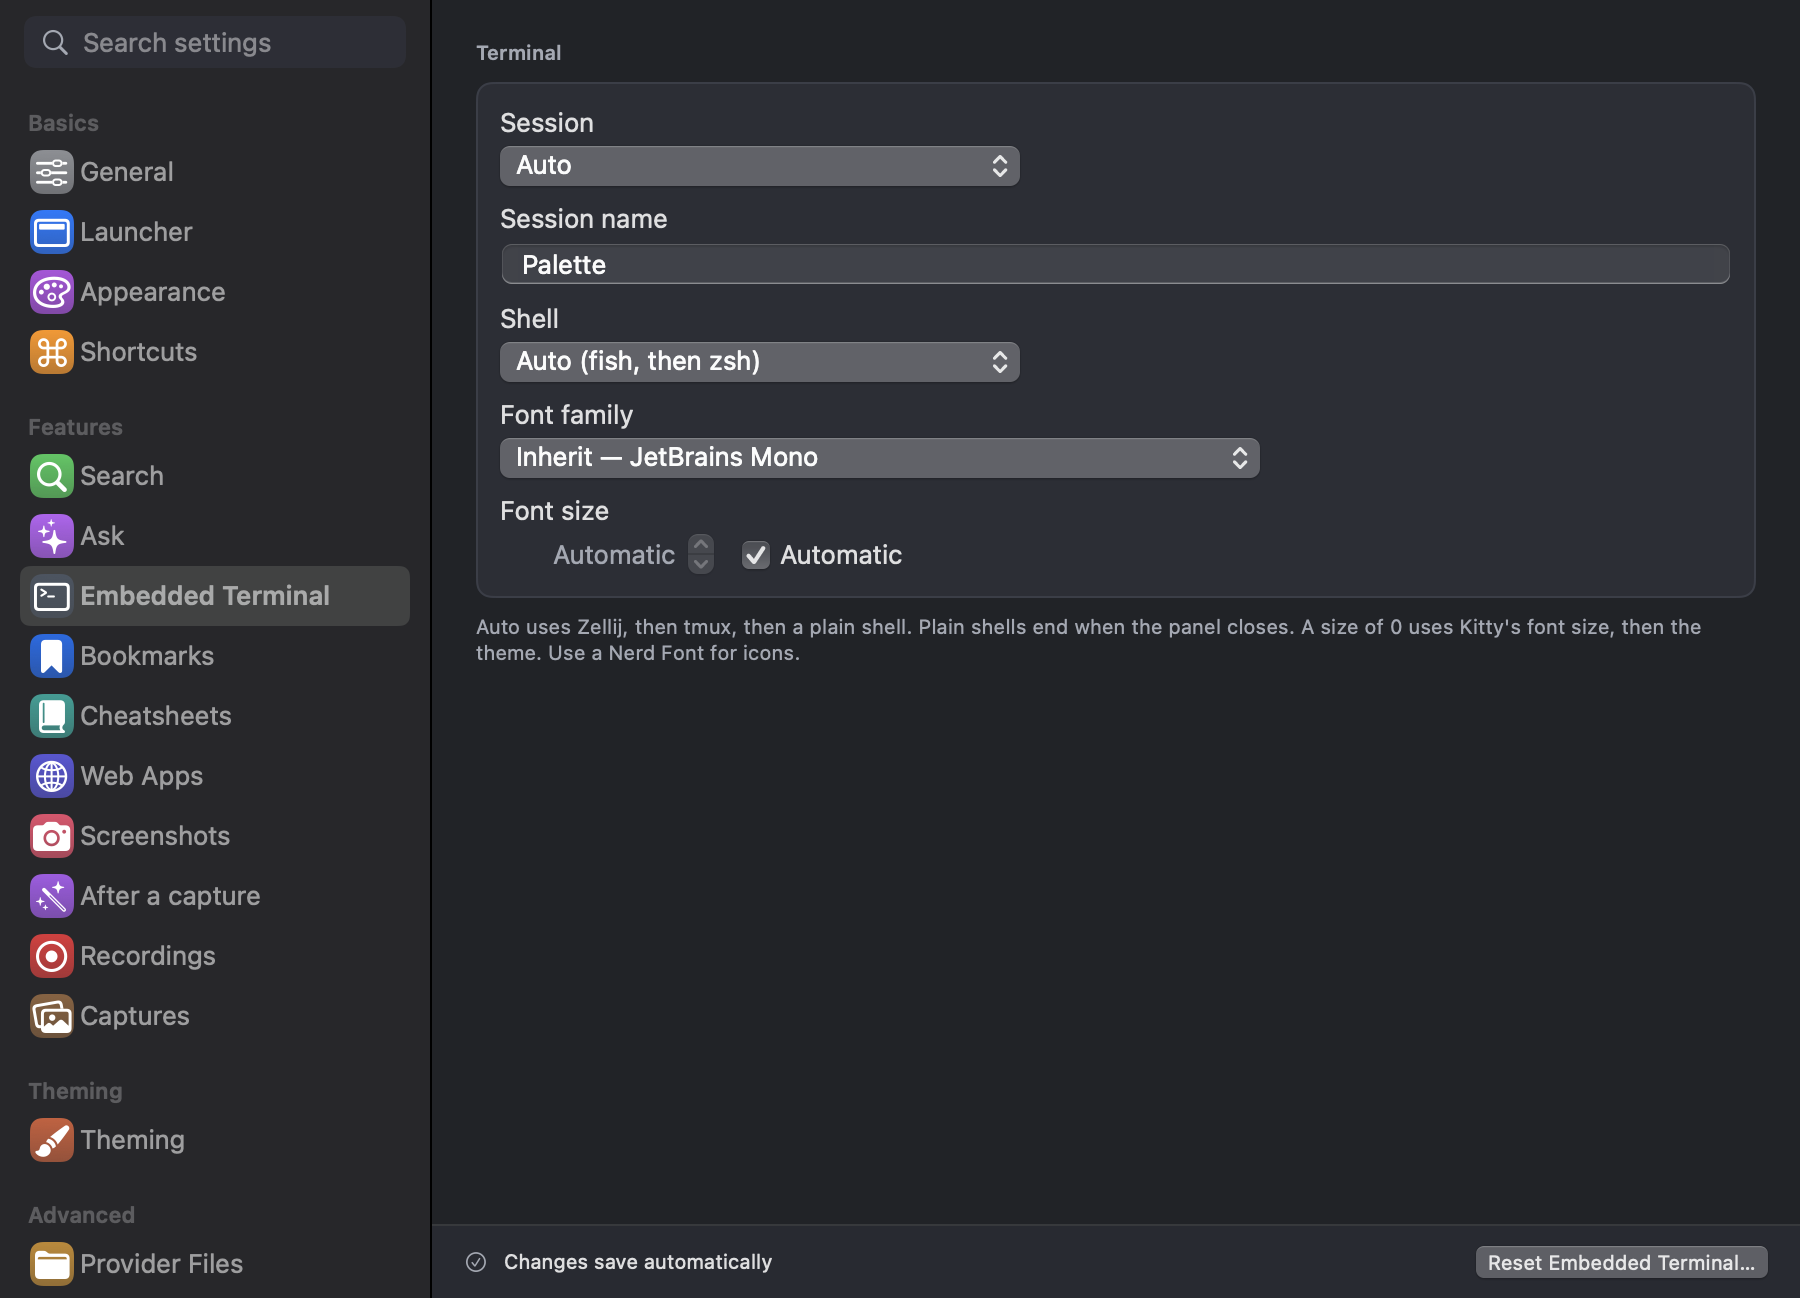 Search settings
Basics
General
Launcher
Appearance
Shortcuts
Features
Search
Ask
Embedded Terminal
Bookmarks
Cheatsheets
Web Apps
Screenshots
After a capture
Recordings
Captures
Theming
Theming
Advanced
Provider Files
Terminal
Session
Auto
Session name
Palette
Shell
Auto (fish, then zsh)
Font family
Inherit — JetBrains Mono
Font size
Automatic
Automatic
Auto uses Zellij, then tmux, then a plain shell. Plain shells end when the panel closes. A size of 0 uses Kitty's font size, then the
theme. Use a Nerd Font for icons.
Changes save automatically
Reset Embedded Terminal...